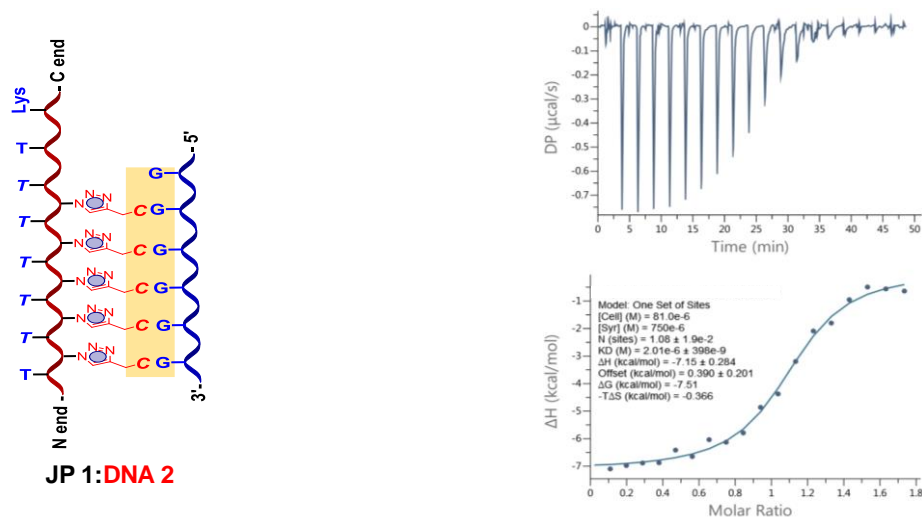 C end
Lys
T
T
T
T
T
T
T
N
N
N
C
N
N
N
C
N
N
N
C
N
N
N
C
N
N
N
C
G
G
G
G
G
G
5'
3'
N end
JP 1:DNA 2
0
-0.1
-0.2
-0.3
-0.4
-0.5
-0.6
-0.7
DP (µcal/s)
0 5 10 15 20 25 30 35 40 45 50
Time (min)
-1
-2
-3
-4
-5
-6
-7
ΔH (kcal/mol)
Model: One Set of Sites
[Cell] (M) = 81.0e-6
[Syr] (M) = 750e-6
N (sites) = 1.08 ± 1.9e-2
KD (M) = 2.01e-6 ± 398e-9
ΔH (kcal/mol) = -7.15 ± 0.284
Offset (kcal/mol) = 0.390 ± 0.201
ΔG (kcal/mol) = -7.51
-TΔS (kcal/mol) = -0.366
0 0.2 0.4 0.6 0.8 1 1.2 1.4 1.6 1.8
Molar Ratio